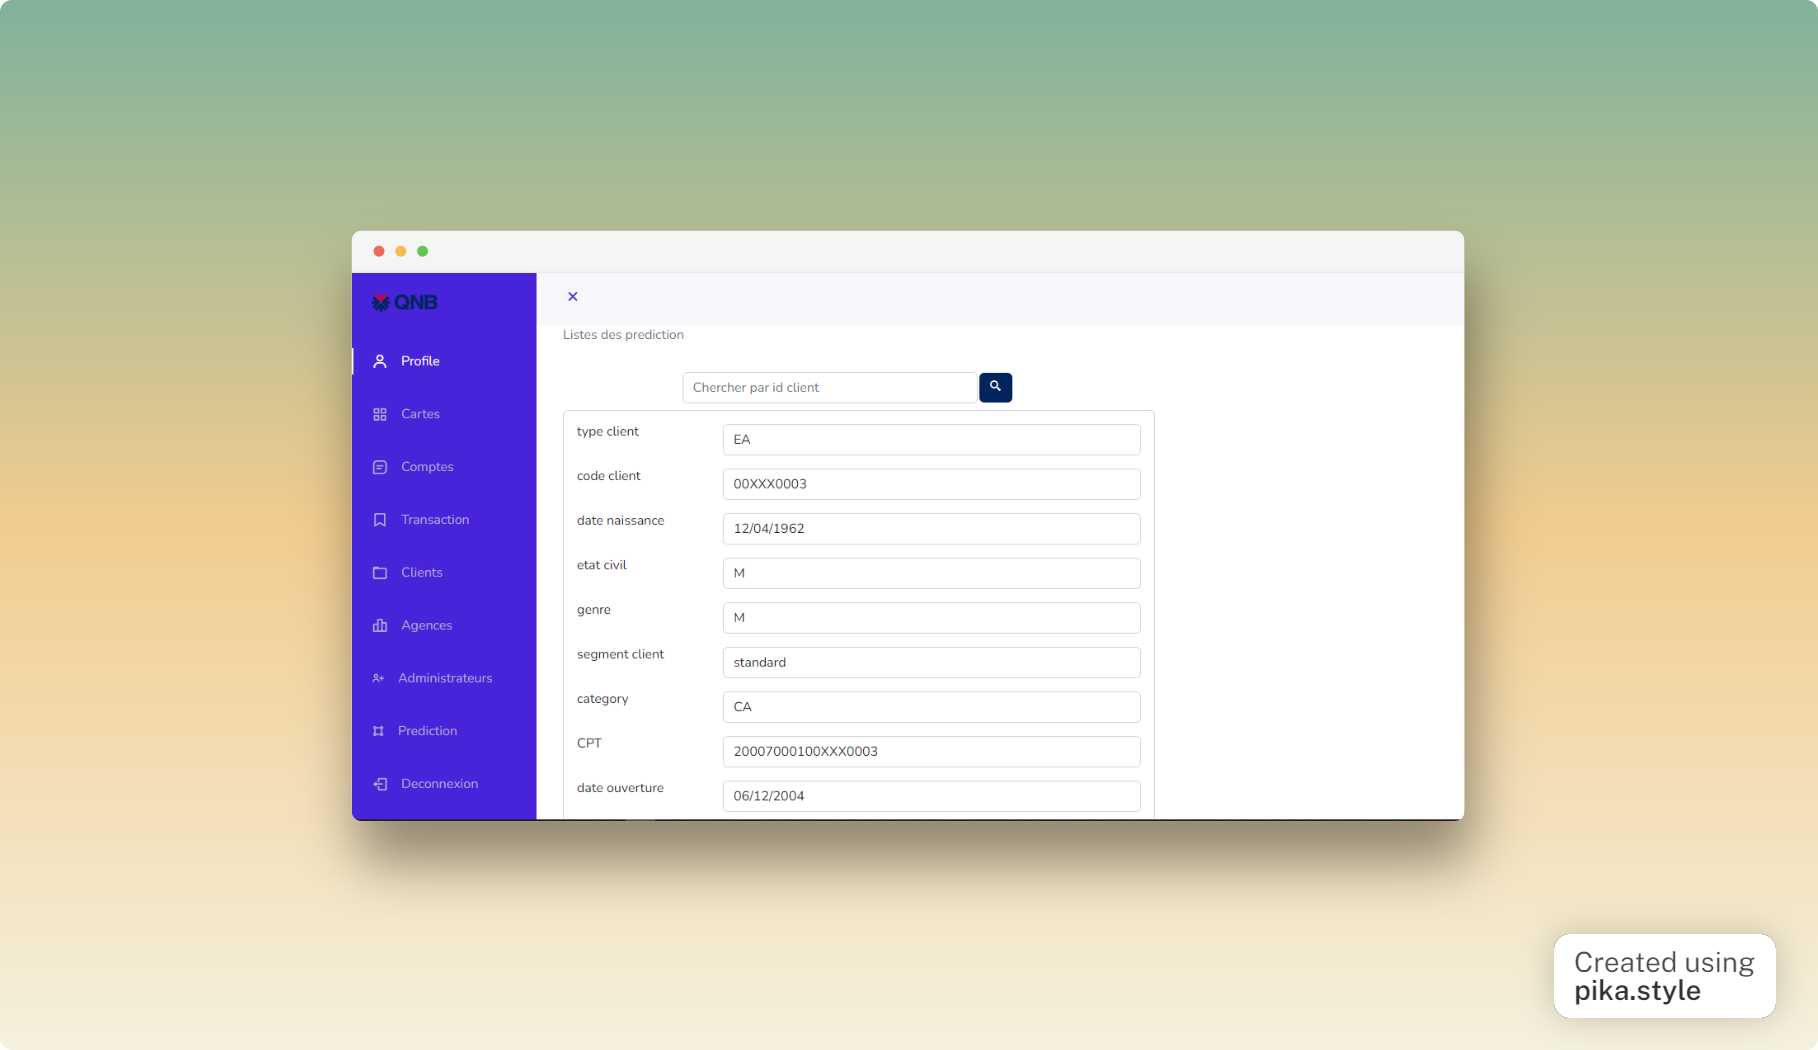 QNB
Profile
Cartes
Comptes
Transaction
Clients
Agences
Administrateurs
Prediction
Deconnexion
Listes des prediction
Chercher par id client
type client
EA
code client
00XXX0003
date naissance
12/04/1962
etat civil
M
genre
M
segment client
standard
category
CA
CPT
20007000100XXX0003
date ouverture
06/12/2004
Created using
pika.style